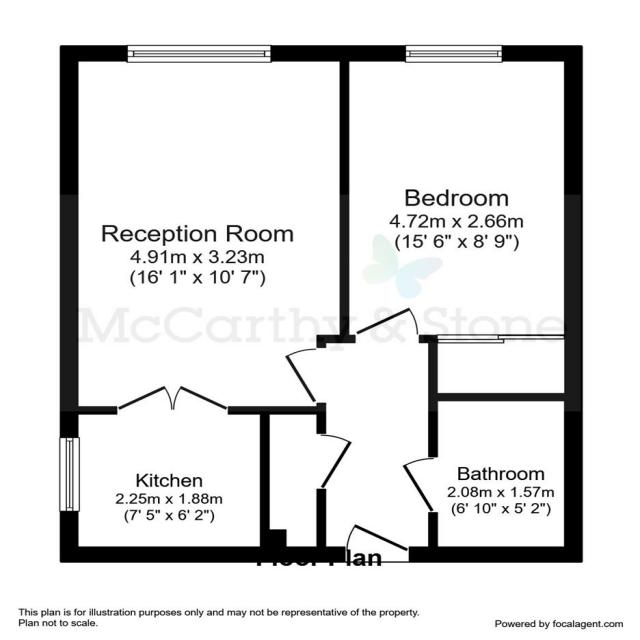 Bedroom
4.72m x 2.66m
(15' 6" x 8' 9")
Reception Room
4.91m x 3.23m
(16' 1" x 10' 7")
McCarthy & Stone
Kitchen
2.25m x 1.88m
(7' 5" x 6' 2")
Bathroom
2.08m x 1.57m
(6' 10" x 5' 2")
Floor Plan
This plan is for illustration purposes only and may not be representative of the property.
Plan not to scale.
Powered by focalagent.com